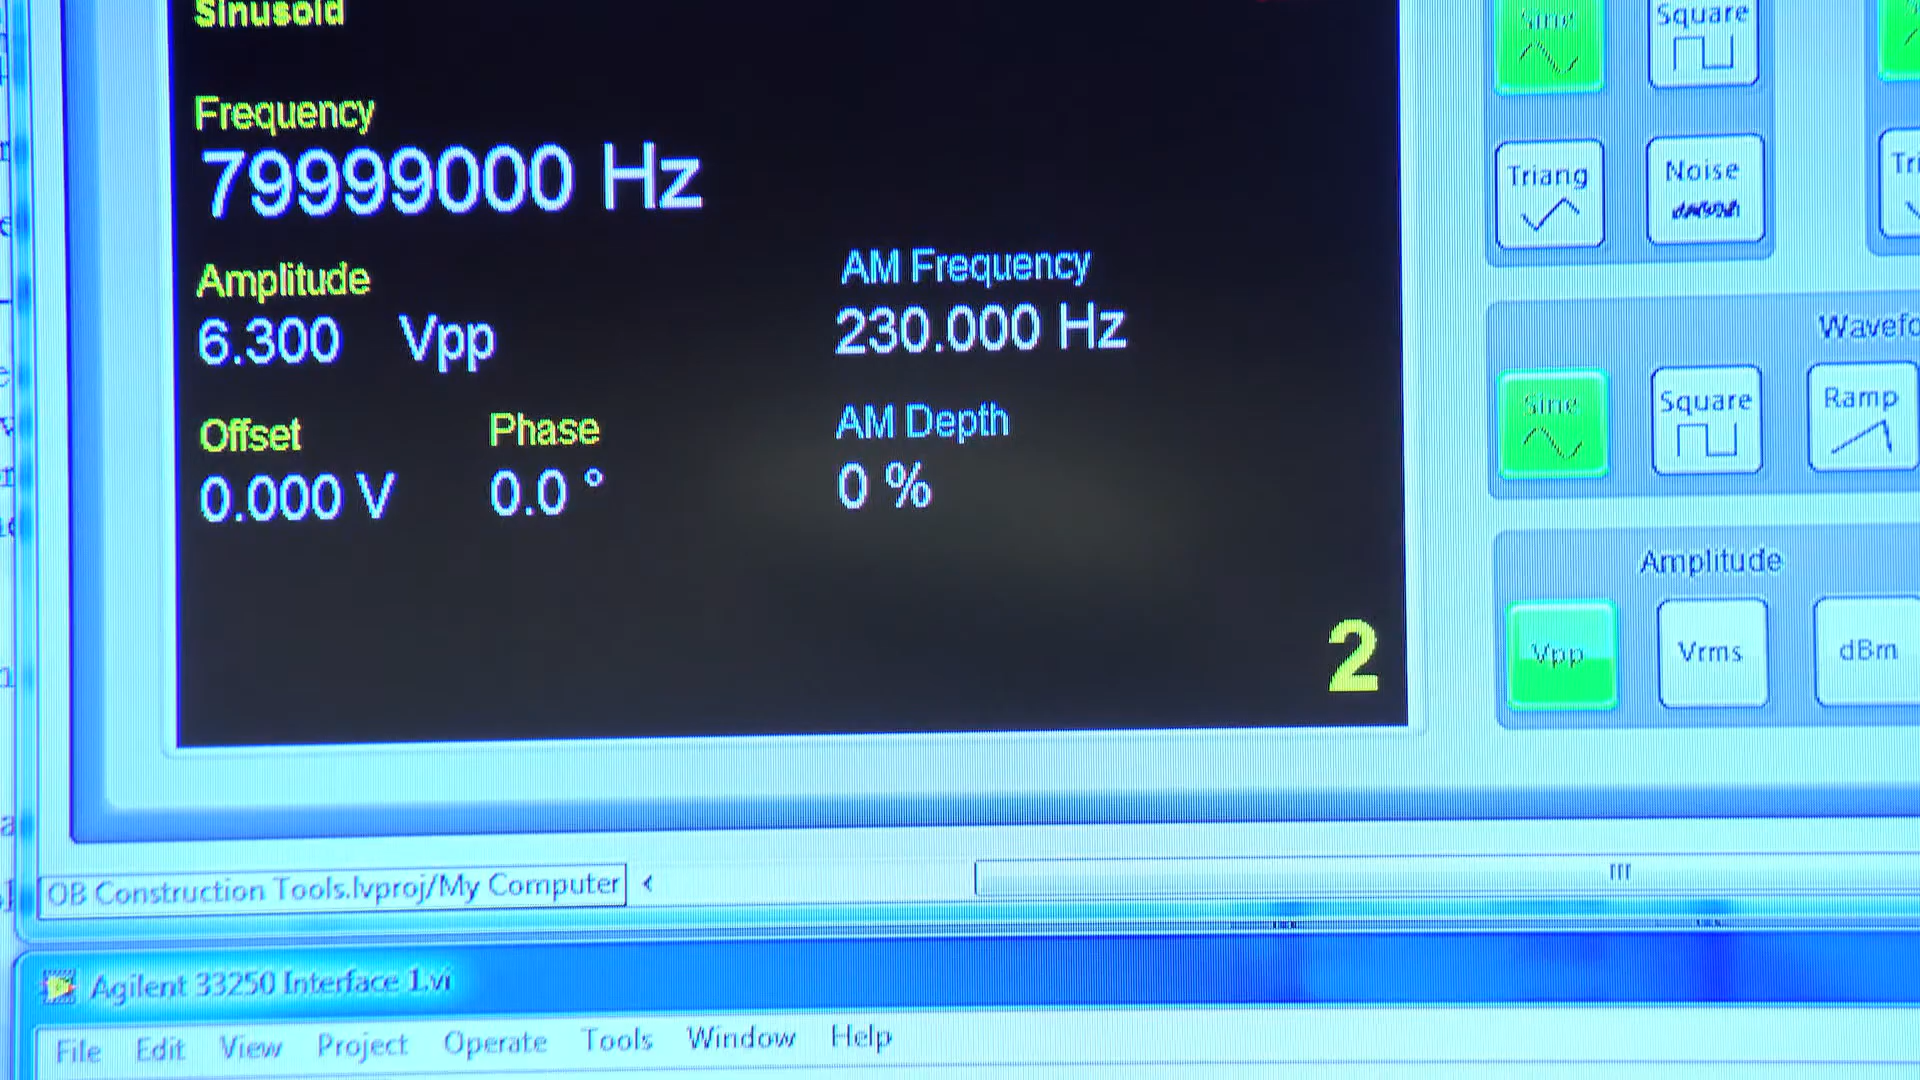 Sinusoid
Frequency
79999000 Hz
Amplitude
6.300 Vpp
AM Frequency
230.000 Hz
Offset
0.000 V
Phase
0.0 °
AM Depth
0 %
2
Sine
Square
Triang
Noise
Sine
Square
Ramp
Amplitude
Vpp
Vrms
dBm
OB Construction Tools.lvproj/My Computer
Agilent 33250 Interface 1.vi
File Edit View Project Operate Tools Window Help